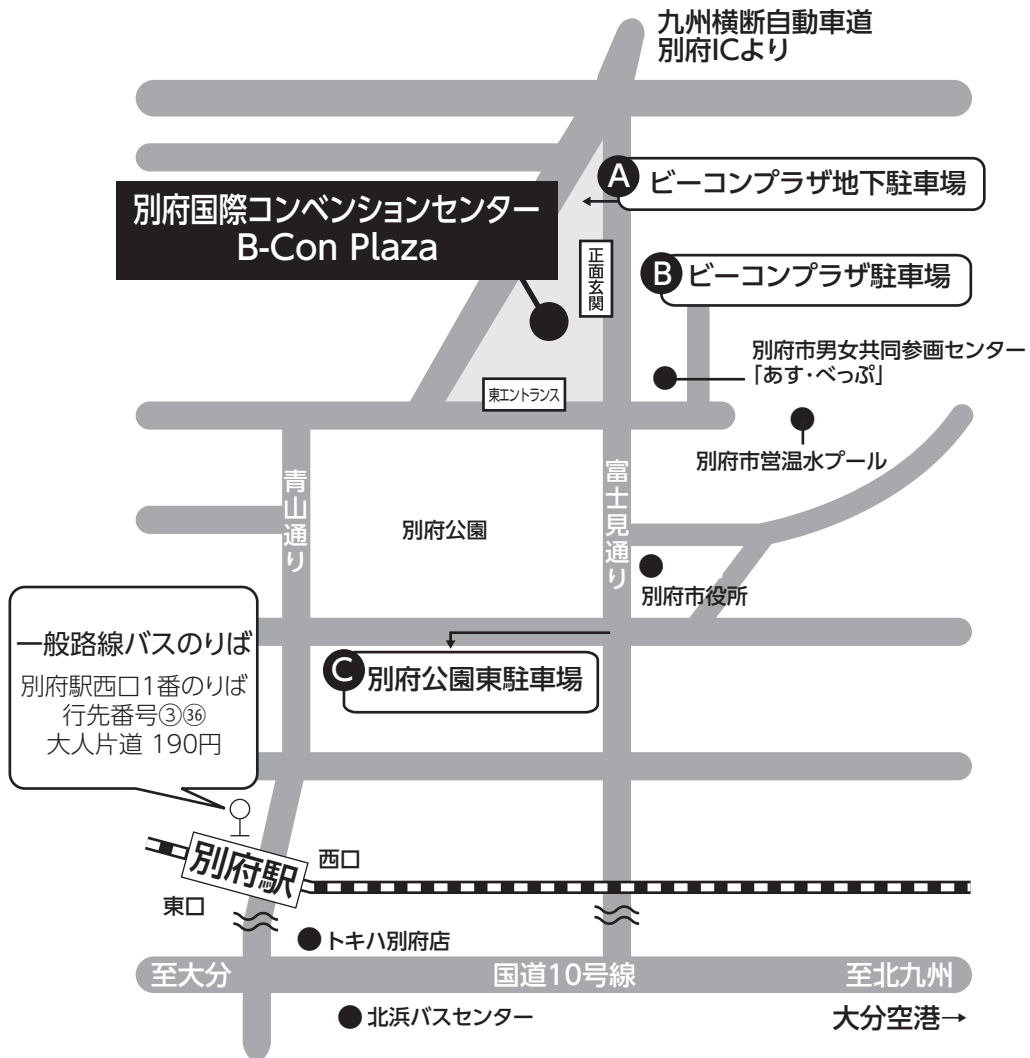 九州横断自動車道
別府ICより
A ビーコンプラザ地下駐車場
別府国際コンベンションセンター
B-Con Plaza
正面玄関
B ビーコンプラザ駐車場
別府市男女共同参画センター
「あす・べっぷ」
東エントランス
別府市営温水プール
青山通り
富士見通り
別府公園
別府市役所
一般路線バスのりば
別府駅西口1番のりば
行先番号③㊱
大人片道 190円
C 別府公園東駐車場
別府駅
西口
東口
トキハ別府店
至大分
国道10号線
至北九州
北浜バスセンター
大分空港→